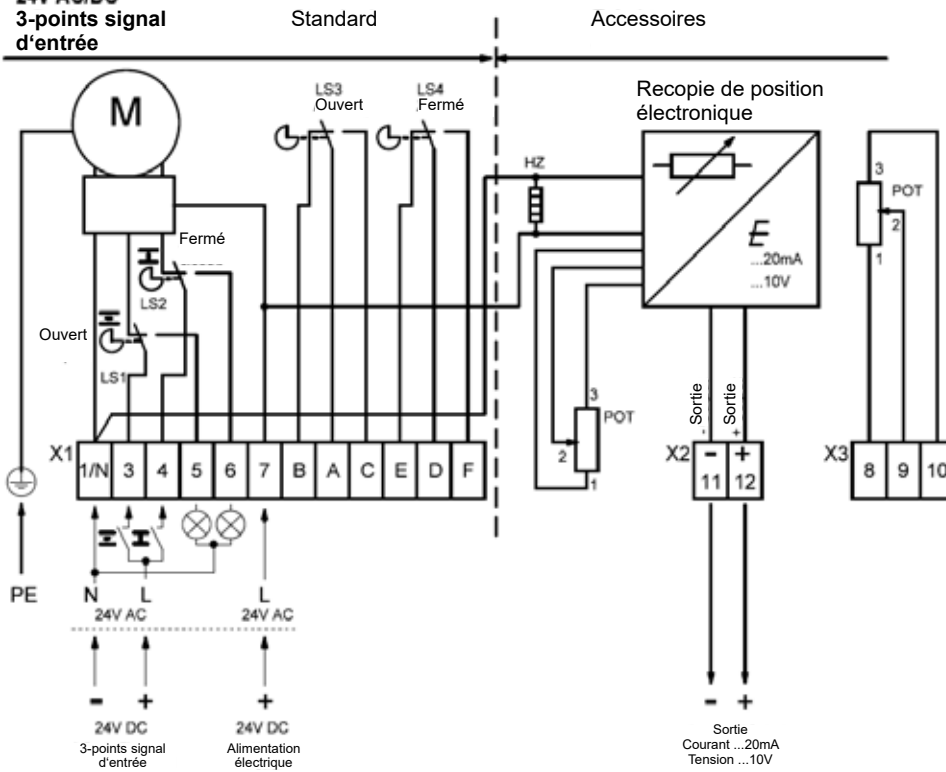 24V AC/DC
3-points signal
d'entrée
Standard
Accessoires
M
LS3
Ouvert
LS4
Fermé
Recopie de position
électronique
HZ
E
...20mA
...10V
3
POT
2
1
Fermé
LS2
Ouvert
LS1
3
POT
2
1
Sortie
-
Sortie
+
X1
1/N
3
4
5
6
7
B
A
C
E
D
F
X2
-
+
11
12
X3
8
9
10
PE
N
L
24V AC
L
24V AC
-
+
+
24V DC
3-points signal
d'entrée
24V DC
Alimentation
électrique
-
+
Sortie
Courant ...20mA
Tension ...10V